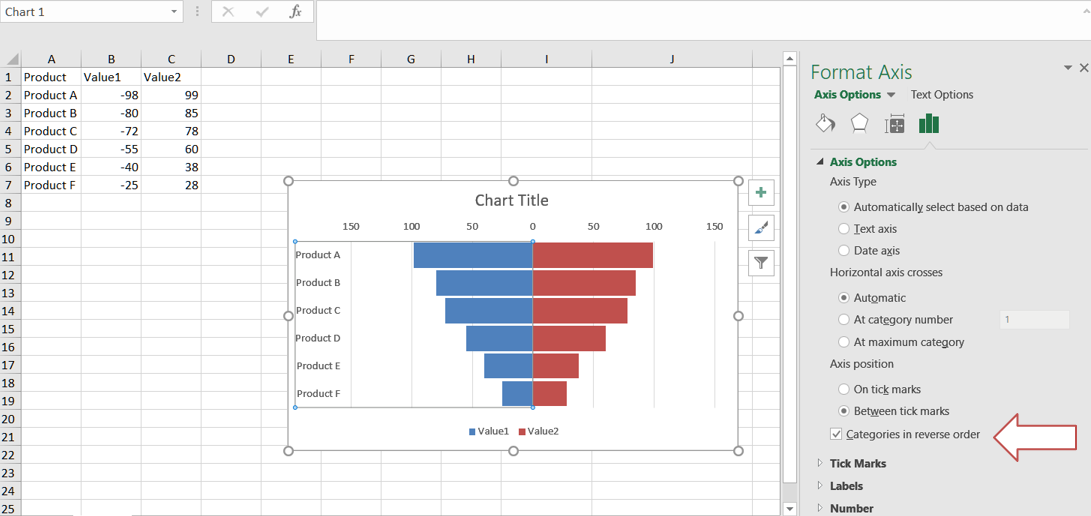 Chart 1
fx
A B C D E F G H I J
1 Product Value1 Value2
2 Product A -98 99
3 Product B -80 85
4 Product C -72 78
5 Product D -55 60
6 Product E -40 38
7 Product F -25 28
8
9
10
11
12
13
14
15
16
17
18
19
20
21
22
23
24
25
Chart Title
150 100 50 0 50 100 150
Product A
Product B
Product C
Product D
Product E
Product F
Value1 Value2
Format Axis
Axis Options Text Options
Axis Options
Axis Type
Automatically select based on data
Text axis
Date axis
Horizontal axis crosses
Automatic
At category number 1
At maximum category
Axis position
On tick marks
Between tick marks
Categories in reverse order
Tick Marks
Labels
Number